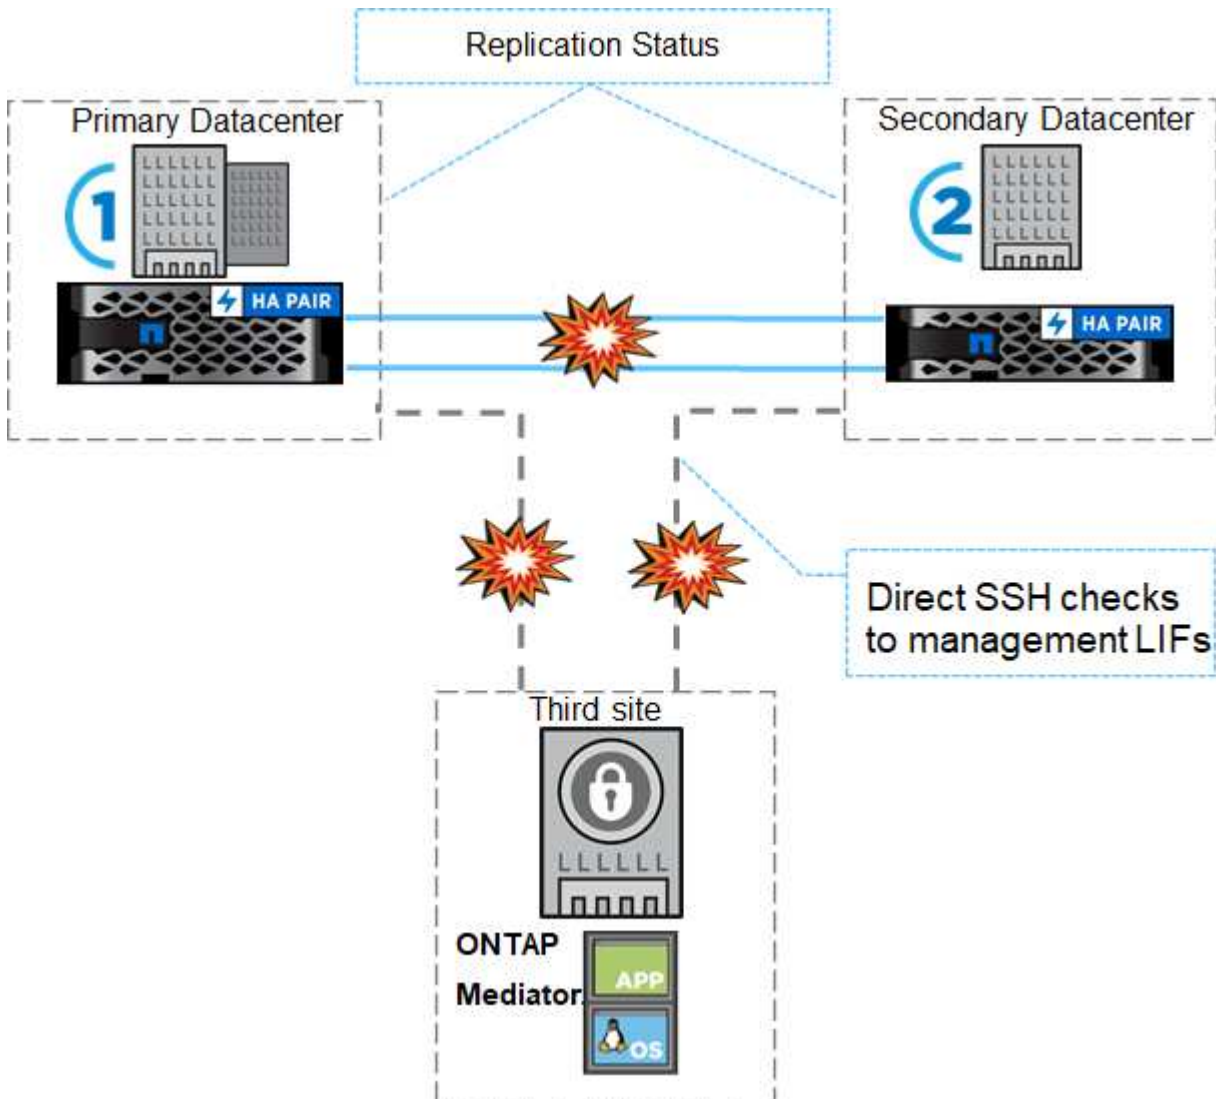 Replication Status
Primary Datacenter
Secondary Datacenter
1
2
HA PAIR
HA PAIR
Direct SSH checks
to management LIFs
Third site
ONTAP
Mediator
APP
OS